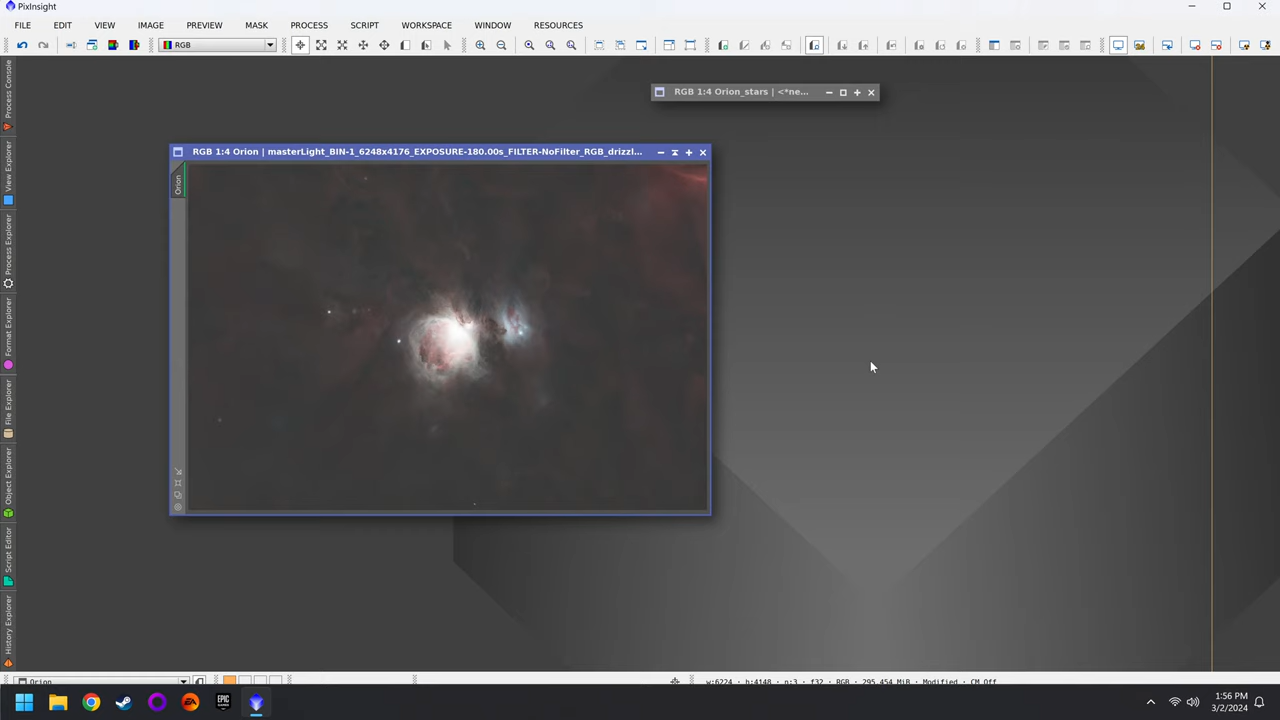 PixInsight
FILE EDIT VIEW IMAGE PROCESS PREVIEW MASK SCRIPT WORKSPACE WINDOW RESOURCES
RGB
Process Console
View Explorer
Process Explorer
Format Explorer
File Explorer
Object Explorer
Script Editor
History Explorer
RGB 1:4 Orion_stars | <*ne...
RGB 1:4 Orion | masterLight_BIN-1_6248x4176_EXPOSURE-180.00s_FILTER-NoFilter_RGB_drizzl...
Orion
Orion
w:6224 · h:4148 · n:3 · f32 · RGB · 295.454 MiB · Modified · CM Off
EA
EPIC
1:56 PM
3/2/2024